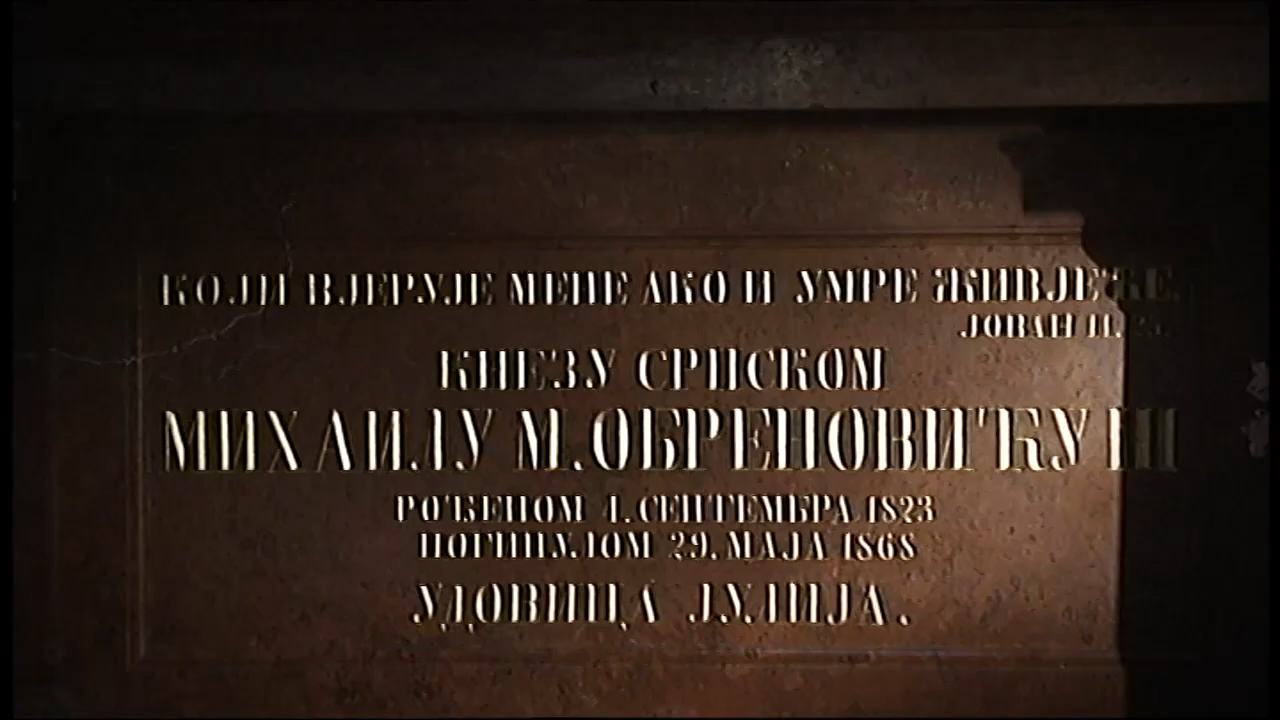 КОЈИ ВЈЕРУЈЕ МЕНЕ АКО И УМРЕ ЖИВЈЕЋЕ.
ЈОВАН 11.
КНЕЗУ СРПСКОМ
МИХАИЛУ М. ОБРЕНОВИЋУ III
РОЂЕНОМ 4. СЕПТЕМБРА 1823
ПОГИНУЛОМ 29. МАЈА 1868
УДОВИЦА ЈУЛИЈА.